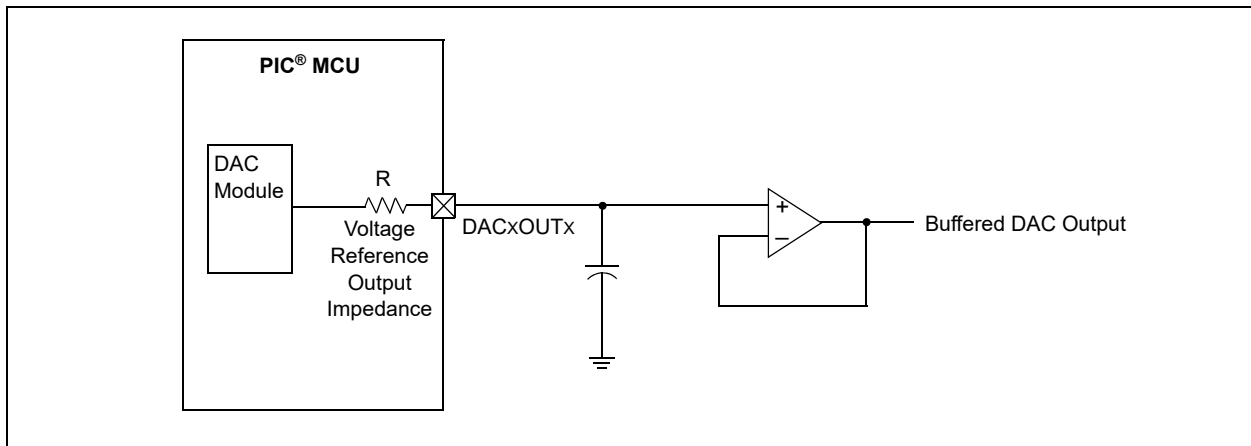 PIC® MCU
DAC
Module
R
Voltage
Reference
Output
Impedance
DACXOUTX
+
–
Buffered DAC Output